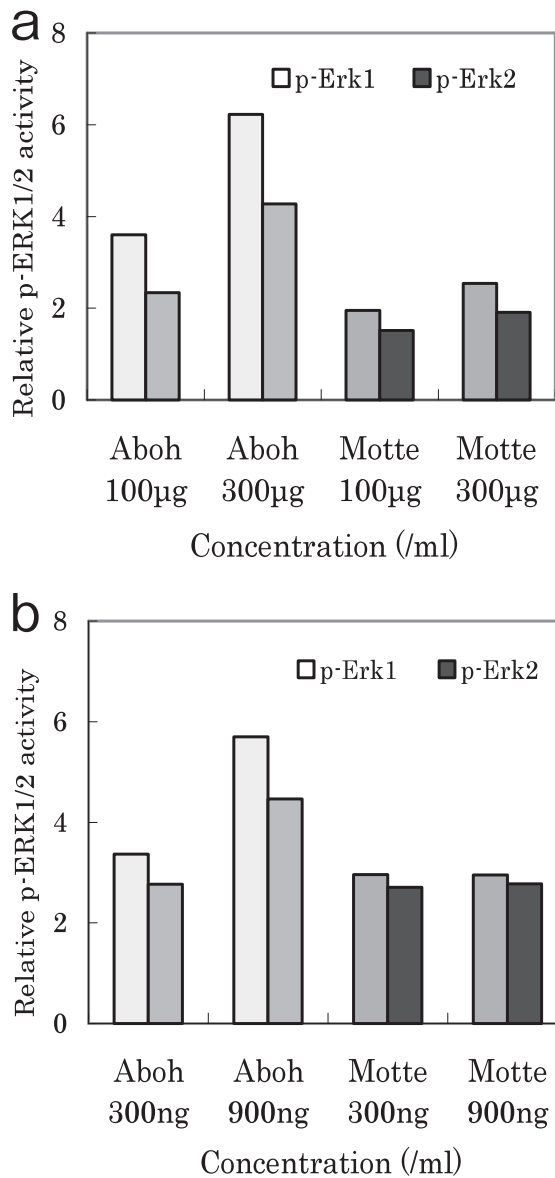 a
8
p-Erk1 p-Erk2
6
4
2
0
Relative p-ERK1/2 activity
Aboh Aboh Motte Motte
100µg 300µg 100µg 300µg
Concentration (/ml)
b
8
p-Erk1 p-Erk2
6
4
2
0
Relative p-ERK1/2 activity
Aboh Aboh Motte Motte
300ng 900ng 300ng 900ng
Concentration (/ml)